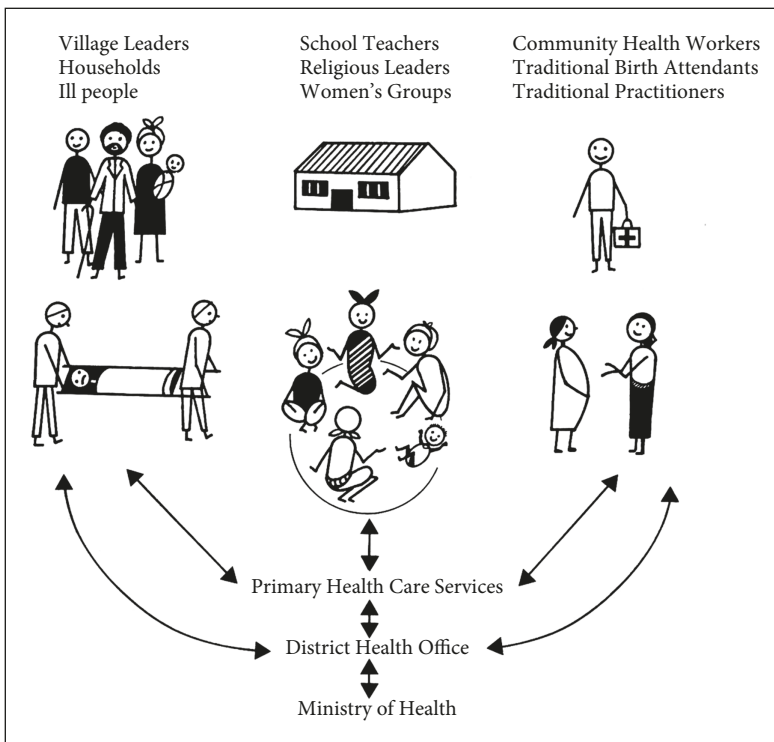 Village Leaders
Households
Ill people
School Teachers
Religious Leaders
Women's Groups
Community Health Workers
Traditional Birth Attendants
Traditional Practitioners
Primary Health Care Services
District Health Office
Ministry of Health